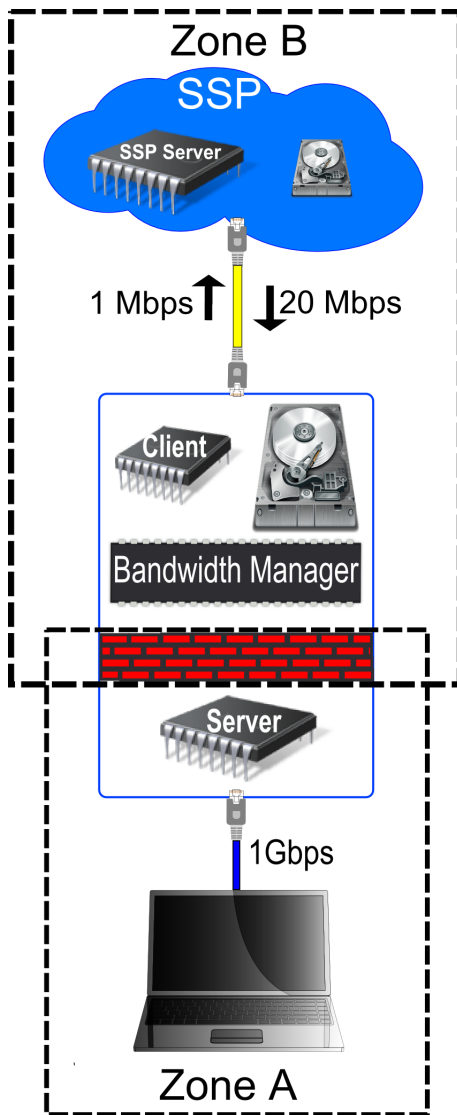 Zone B
SSP
SSP Server
1 Mbps
20 Mbps
Client
Bandwidth Manager
Server
1Gbps
Zone A